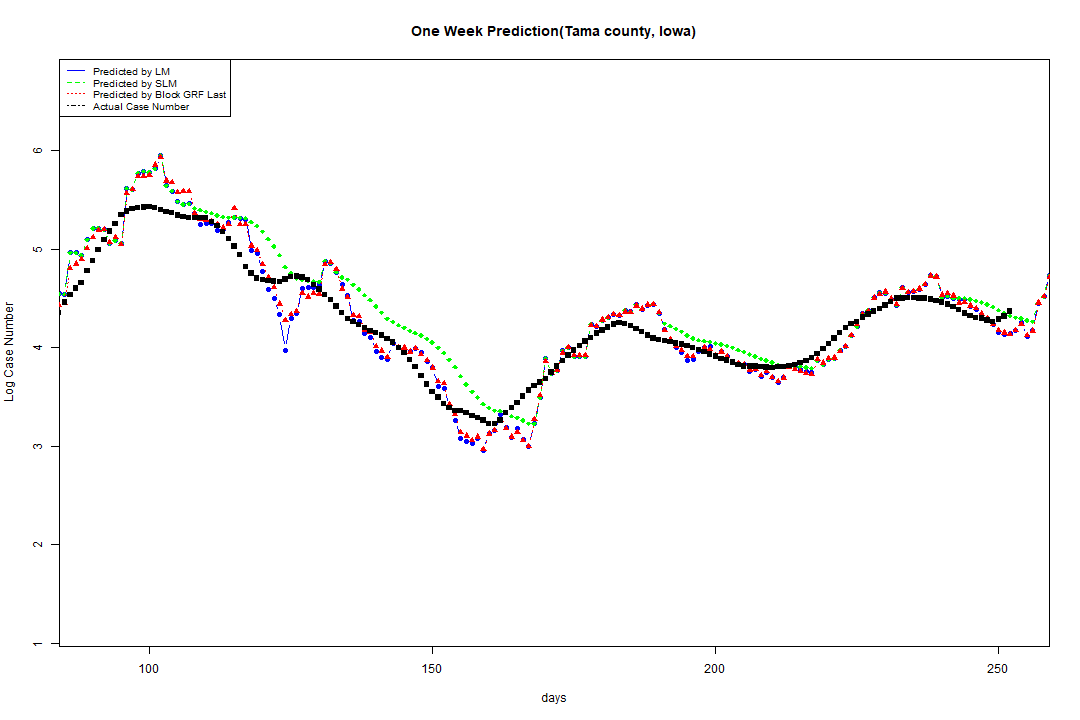 One Week Prediction(Tama county, Iowa)
Predicted by LM
Predicted by SLM
Predicted by Block GRF Last
Actual Case Number
6
5
4
3
2
1
Log Case Number
100
150
200
250
days